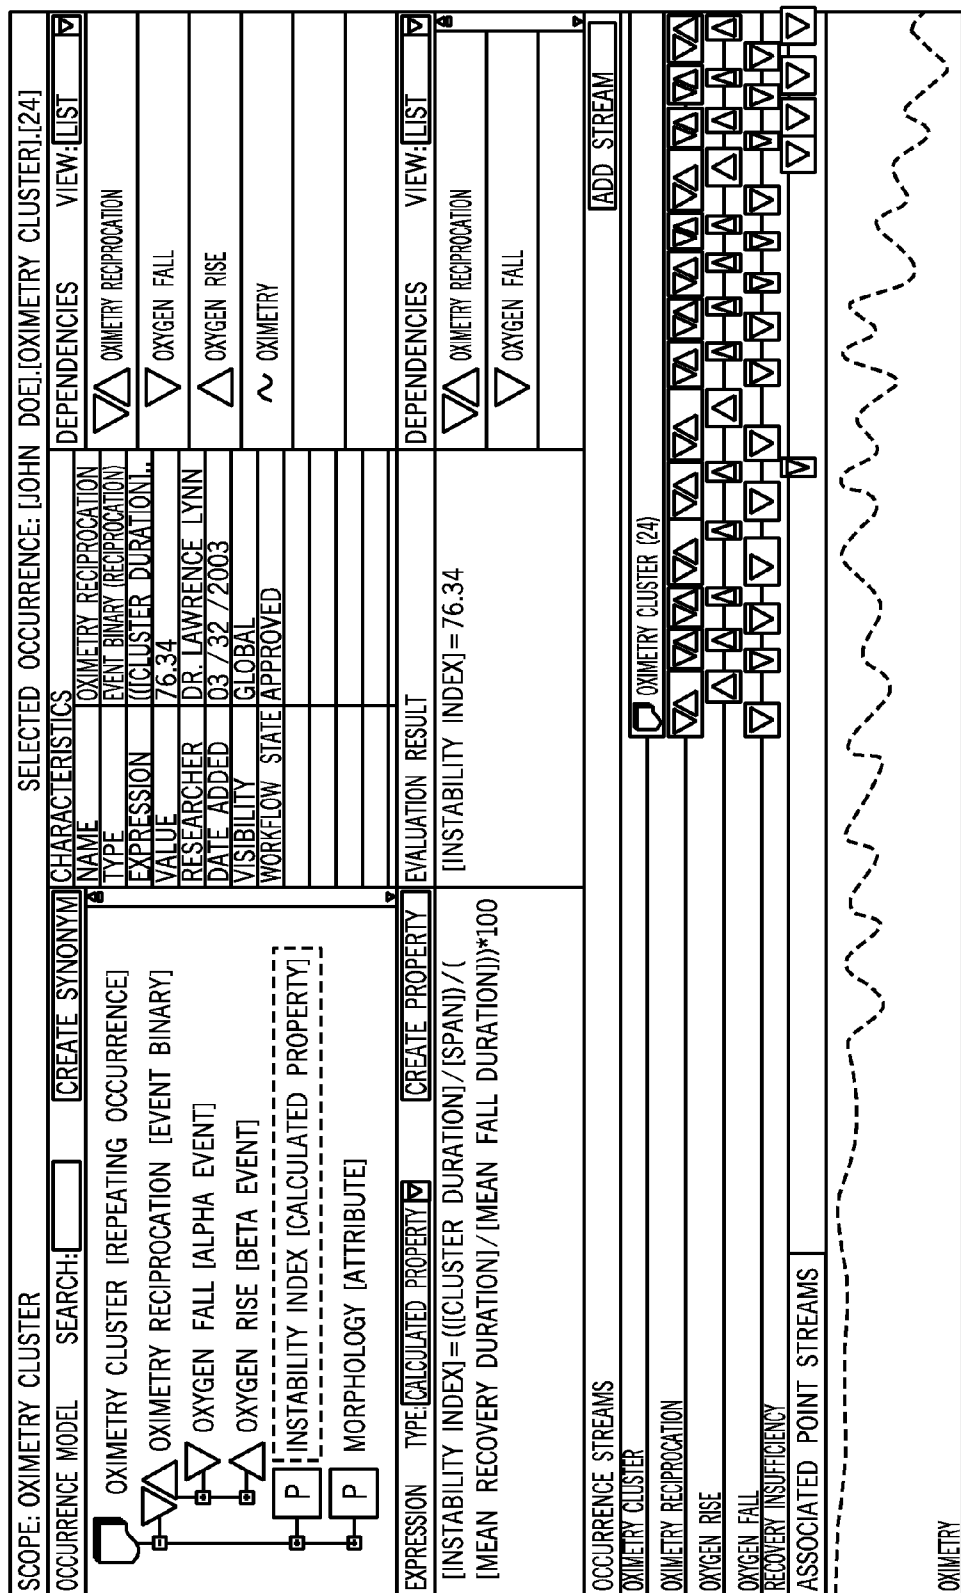 SCOPE: OXIMETRY CLUSTER
SELECTED OCCURRENCE: [JOHN DOE].[OXIMETRY CLUSTER].[24]
OCCURRENCE MODEL SEARCH: CREATE SYNONYM
OXIMETRY CLUSTER [REPEATING OCCURRENCE]
OXIMETRY RECIPROCATION [EVENT BINARY]
OXYGEN FALL [ALPHA EVENT]
OXYGEN RISE [BETA EVENT]
P INSTABILITY INDEX [CALCULATED PROPERTY]
P MORPHOLOGY [ATTRIBUTE]
CHARACTERISTICS
NAME OXIMETRY RECIPROCATION
TYPE EVENT BINARY (RECIPROCATION)
EXPRESSION ((([CLUSTER DURATION]...
VALUE 76.34
RESEARCHER DR. LAWRENCE LYNN
DATE ADDED 03 /32 /2003
VISIBILITY GLOBAL
WORKFLOW STATE APPROVED
DEPENDENCIES VIEW: LIST
OXIMETRY RECIPROCATION
OXYGEN FALL
OXYGEN RISE
~ OXIMETRY
EXPRESSION TYPE: CALCULATED PROPERTY CREATE PROPERTY
[INSTABILITY INDEX]=((([CLUSTER DURATION]/[SPAN])/(
[MEAN RECOVERY DURATION]/[MEAN FALL DURATION]))*100
EVALUATION RESULT
[INSTABILITY INDEX]= 76.34
DEPENDENCIES VIEW: LIST
OXIMETRY RECIPROCATION
OXYGEN FALL
OCCURRENCE STREAMS ADD STREAM
OXIMETRY CLUSTER OXIMETRY CLUSTER (24)
OXIMETRY RECIPROCATION
OXYGEN RISE
OXYGEN FALL
RECOVERY INSUFFICIENCY
ASSOCIATED POINT STREAMS
OXIMETRY